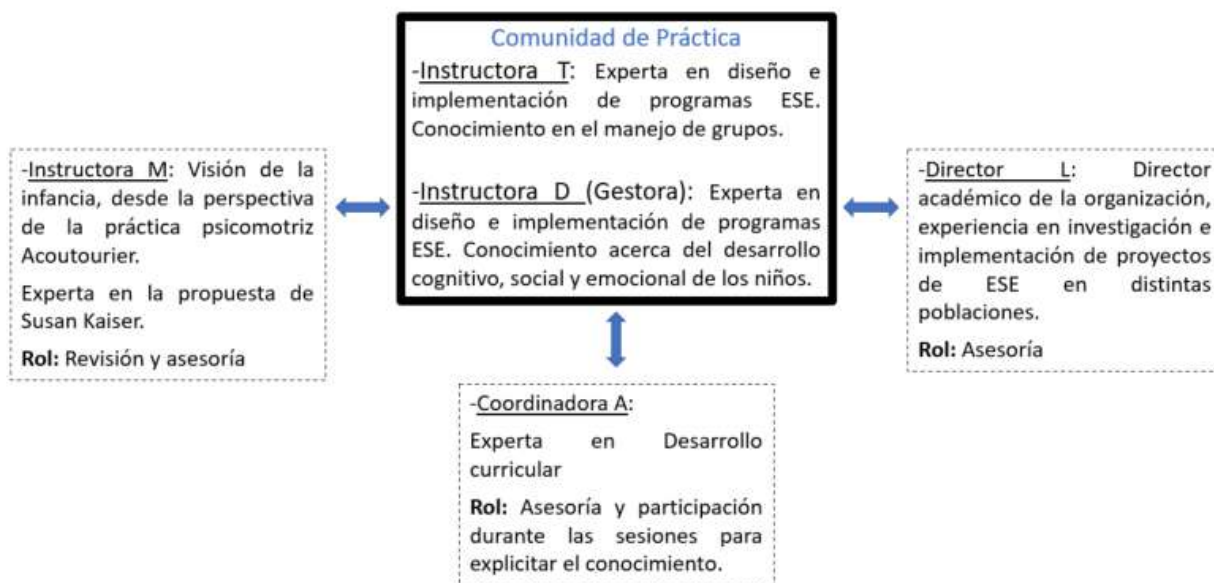 Comunidad de Práctica
-Instructora T: Experta en diseño e
implementación de programas ESE.
Conocimiento en el manejo de grupos.
-Instructora D (Gestora): Experta en
diseño e implementación de programas
ESE. Conocimiento acerca del desarrollo
cognitivo, social y emocional de los niños.
-Instructora M: Visión de la
infancia, desde la perspectiva
de la práctica psicomotriz
Acoutourier.
Experta en la propuesta de
Susan Kaiser.
Rol: Revisión y asesoría
-Director L: Director
académico de la organización,
experiencia en investigación e
implementación de proyectos
de ESE en distintas
poblaciones.
Rol: Asesoría
-Coordinadora A:
Experta en Desarrollo
curricular
Rol: Asesoría y participación
durante las sesiones para
explicitar el conocimiento.